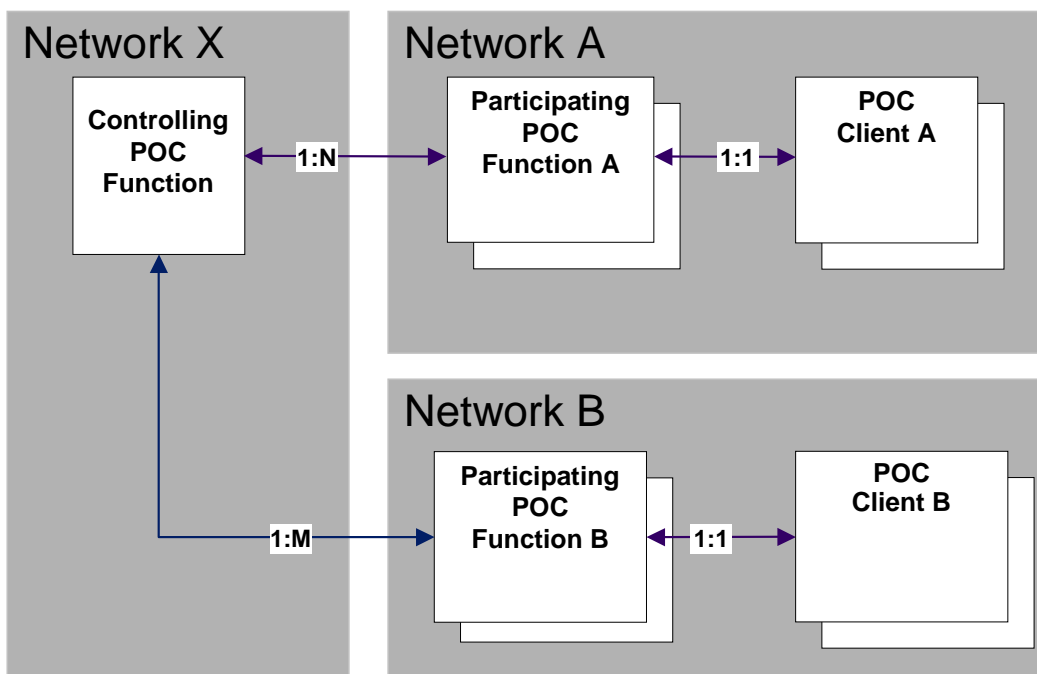 Network X
Controlling
POC
Function
1:N
1:M
Network A
Participating
POC
Function A
1:1
POC
Client A
Network B
Participating
POC
Function B
1:1
POC
Client B